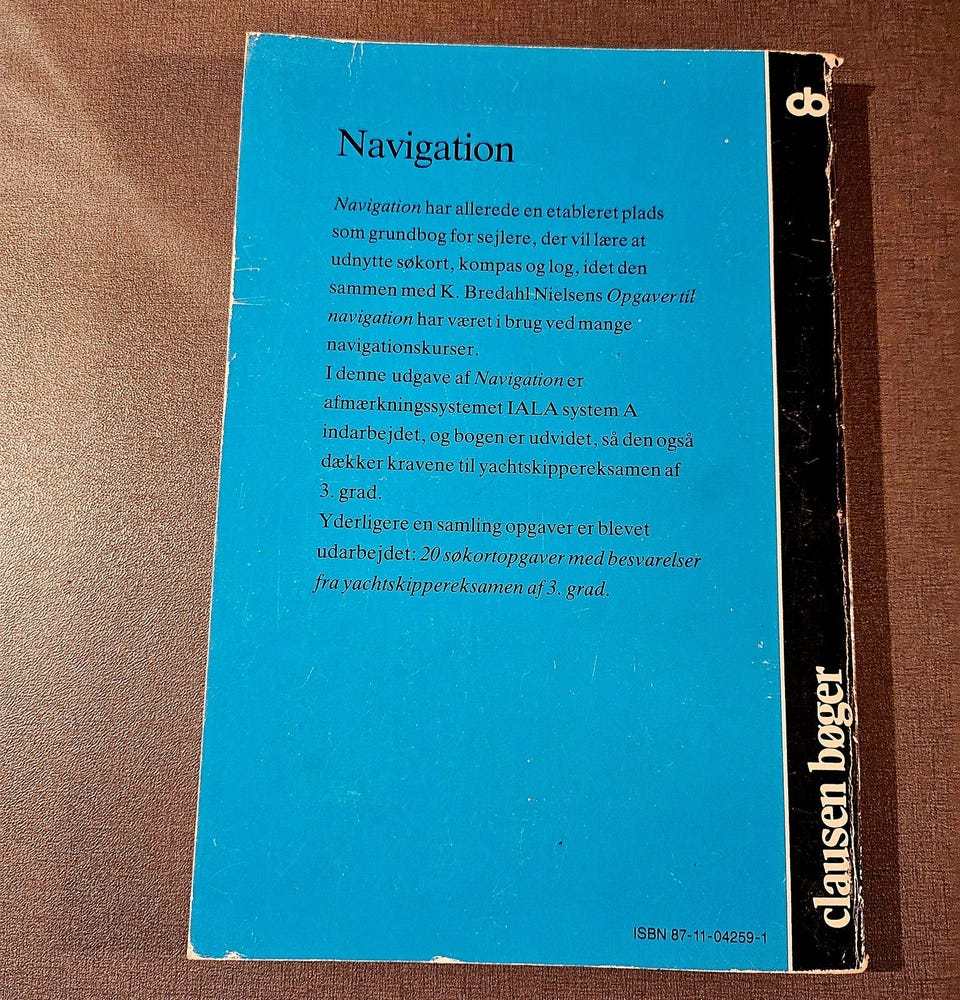 Navigation
Navigation har allerede en etableret plads
som grundbog for sejlere, der vil lære at
udnytte søkort, kompas og log, idet den
sammen med K. Bredahl Nielsens Opgaver til
navigation har været i brug ved mange
navigationskurser.
I denne udgave af Navigation er
afmærkningssystemet IALA system A
indarbejdet, og bogen er udvidet, så den også
dækker kravene til yachtskippereksamen af
3. grad.
Yderligere en samling opgaver er blevet
udarbejdet: 20 søkortopgaver med besvarelser
fra yachtskippereksamen af 3. grad.
ISBN 87-11-04259-1
cb
clausen bøger